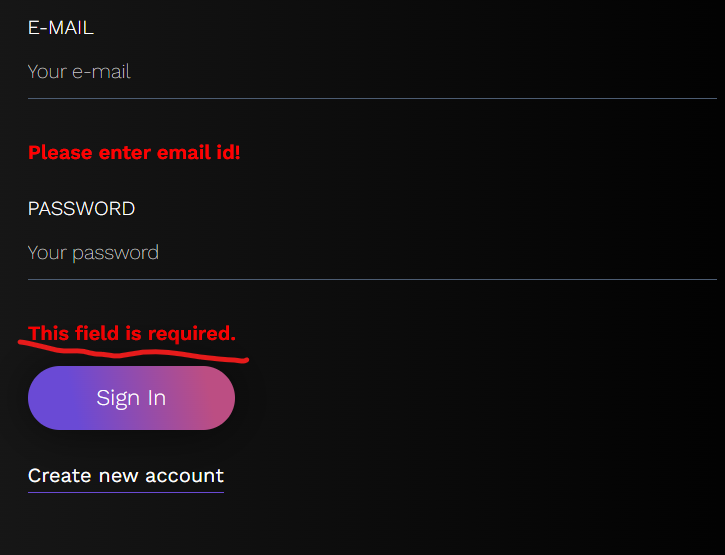 E-MAIL
Your e-mail
Please enter email id!
PASSWORD
Your password
This field is required.
Sign In
Create new account